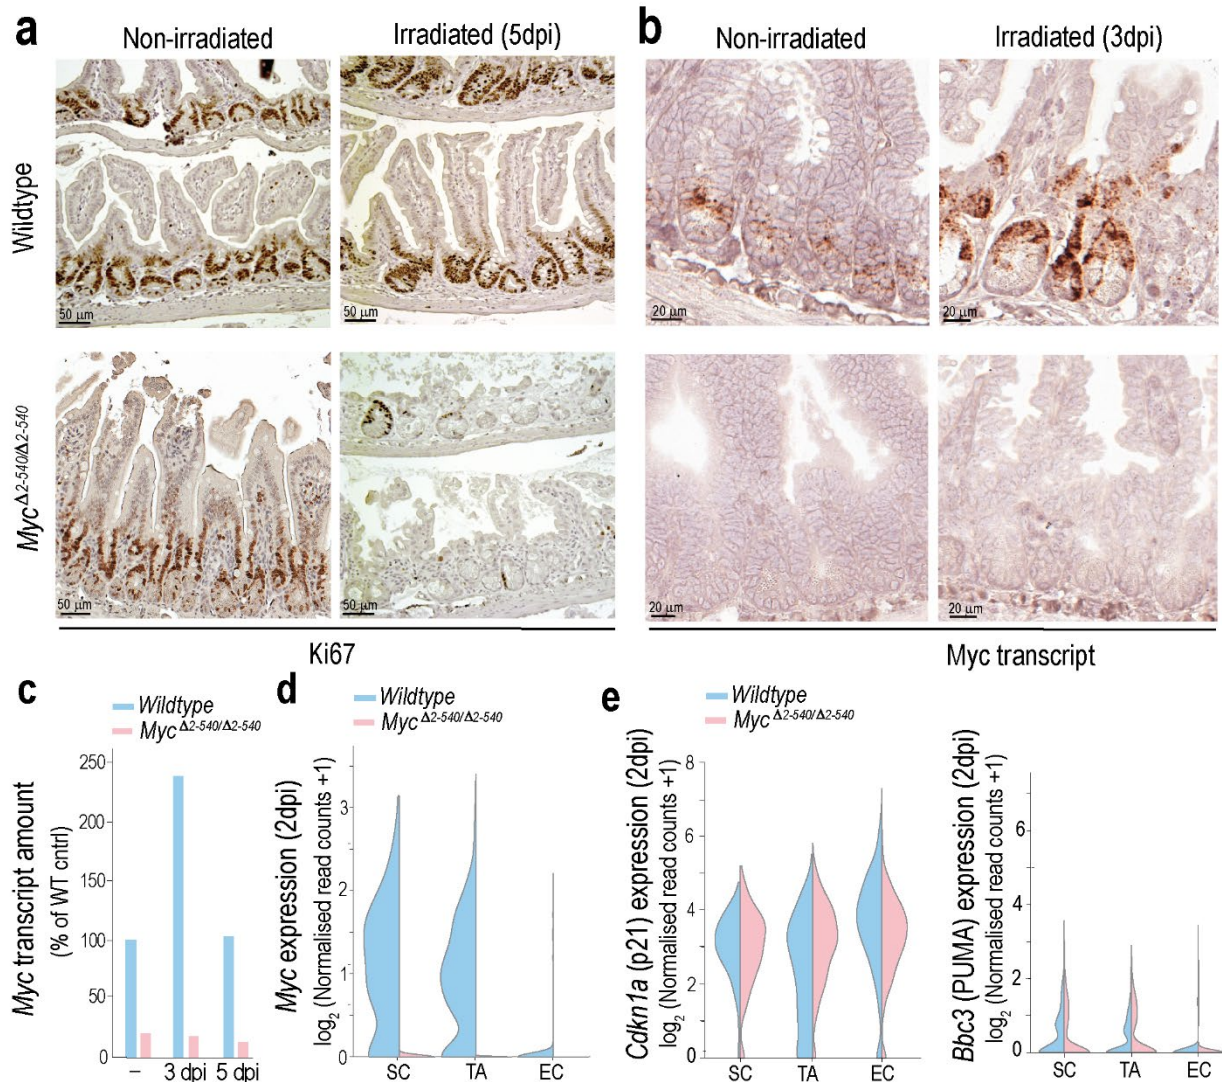 a
Non-irradiated
Irradiated (5dpi)
b
Non-irradiated
Irradiated (3dpi)
Wildtype
50 μm
50 μm
20 μm
20 μm
Myc Δ2-540/Δ2-540
50 μm
50 μm
20 μm
20 μm
Ki67
Myc transcript
c
Wildtype
Myc Δ2-540/Δ2-540
Myc transcript amount
(% of WT cntrl)
250
200
150
100
50
0
–
3 dpi
5 dpi
d
Wildtype
Myc Δ2-540/Δ2-540
Myc expression (2dpi)
log2 (Normalised read counts +1)
3
2
1
0
SC
TA
EC
e
Wildtype
Myc Δ2-540/Δ2-540
Cdkn1a (p21) expression (2dpi)
log2 (Normalised read counts +1)
8
6
4
2
0
SC
TA
EC
Bbc3 (PUMA) expression (2dpi)
log2 (Normalised read counts +1)
6
4
2
0
SC
TA
EC